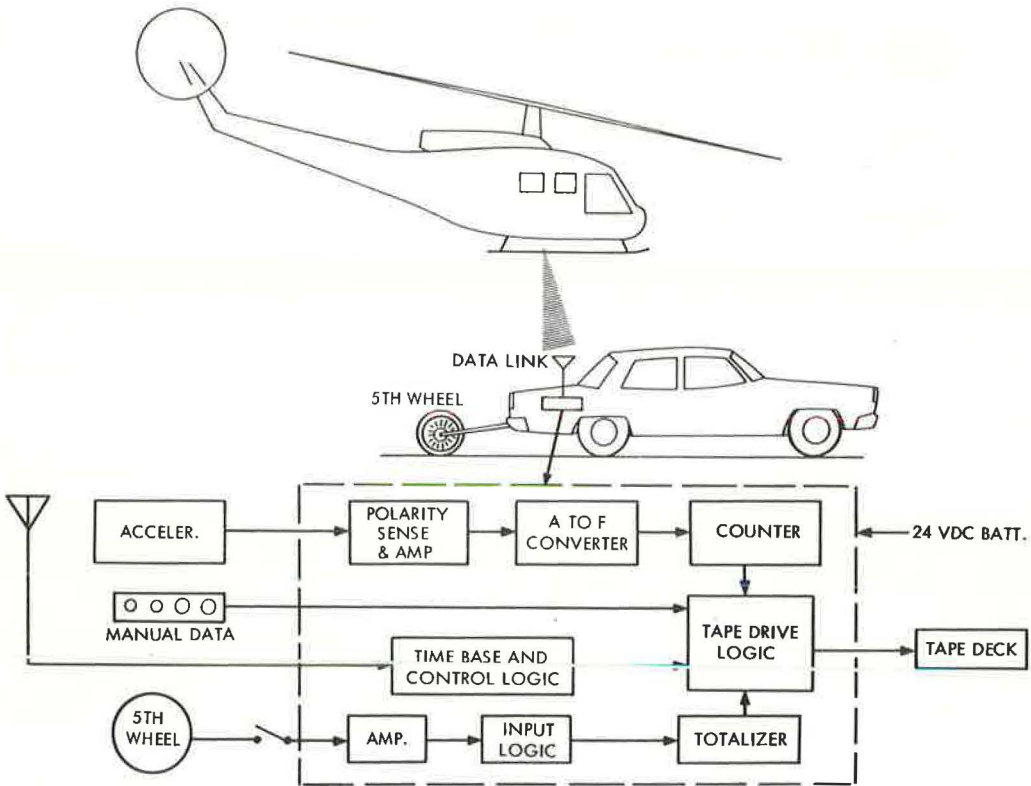 DATA LINK
5TH WHEEL
ACCELER.
POLARITY
SENSE
& AMP
A TO F
CONVERTER
COUNTER
24 VDC BATT.
MANUAL DATA
TAPE DRIVE
LOGIC
TAPE DECK
TIME BASE AND
CONTROL LOGIC
5TH
WHEEL
AMP.
INPUT
LOGIC
TOTALIZER